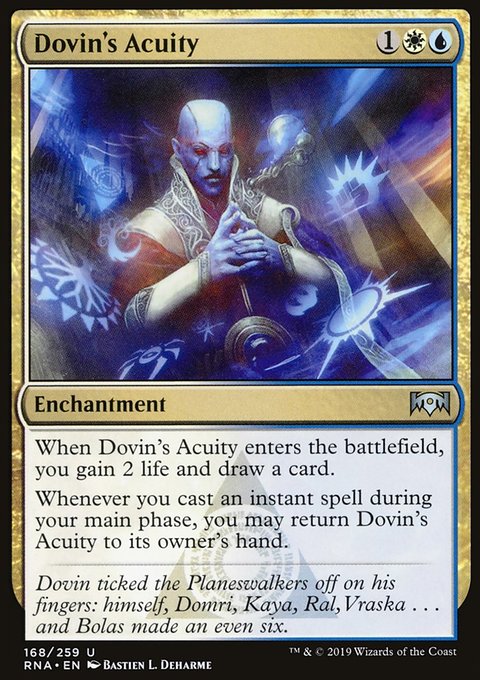 Dovin's Acuity 1
Enchantment
When Dovin's Acuity enters the battlefield,
you gain 2 life and draw a card.
Whenever you cast an instant spell during
your main phase, you may return Dovin's
Acuity to its owner's hand.
Dovin ticked the Planeswalkers off on his
fingers: himself, Domri, Kaya, Ral, Vraska . . .
and Bolas made an even six.
168/259 U
RNA • EN Bastien L. Deharme
™ & © 2019 Wizards of the Coast